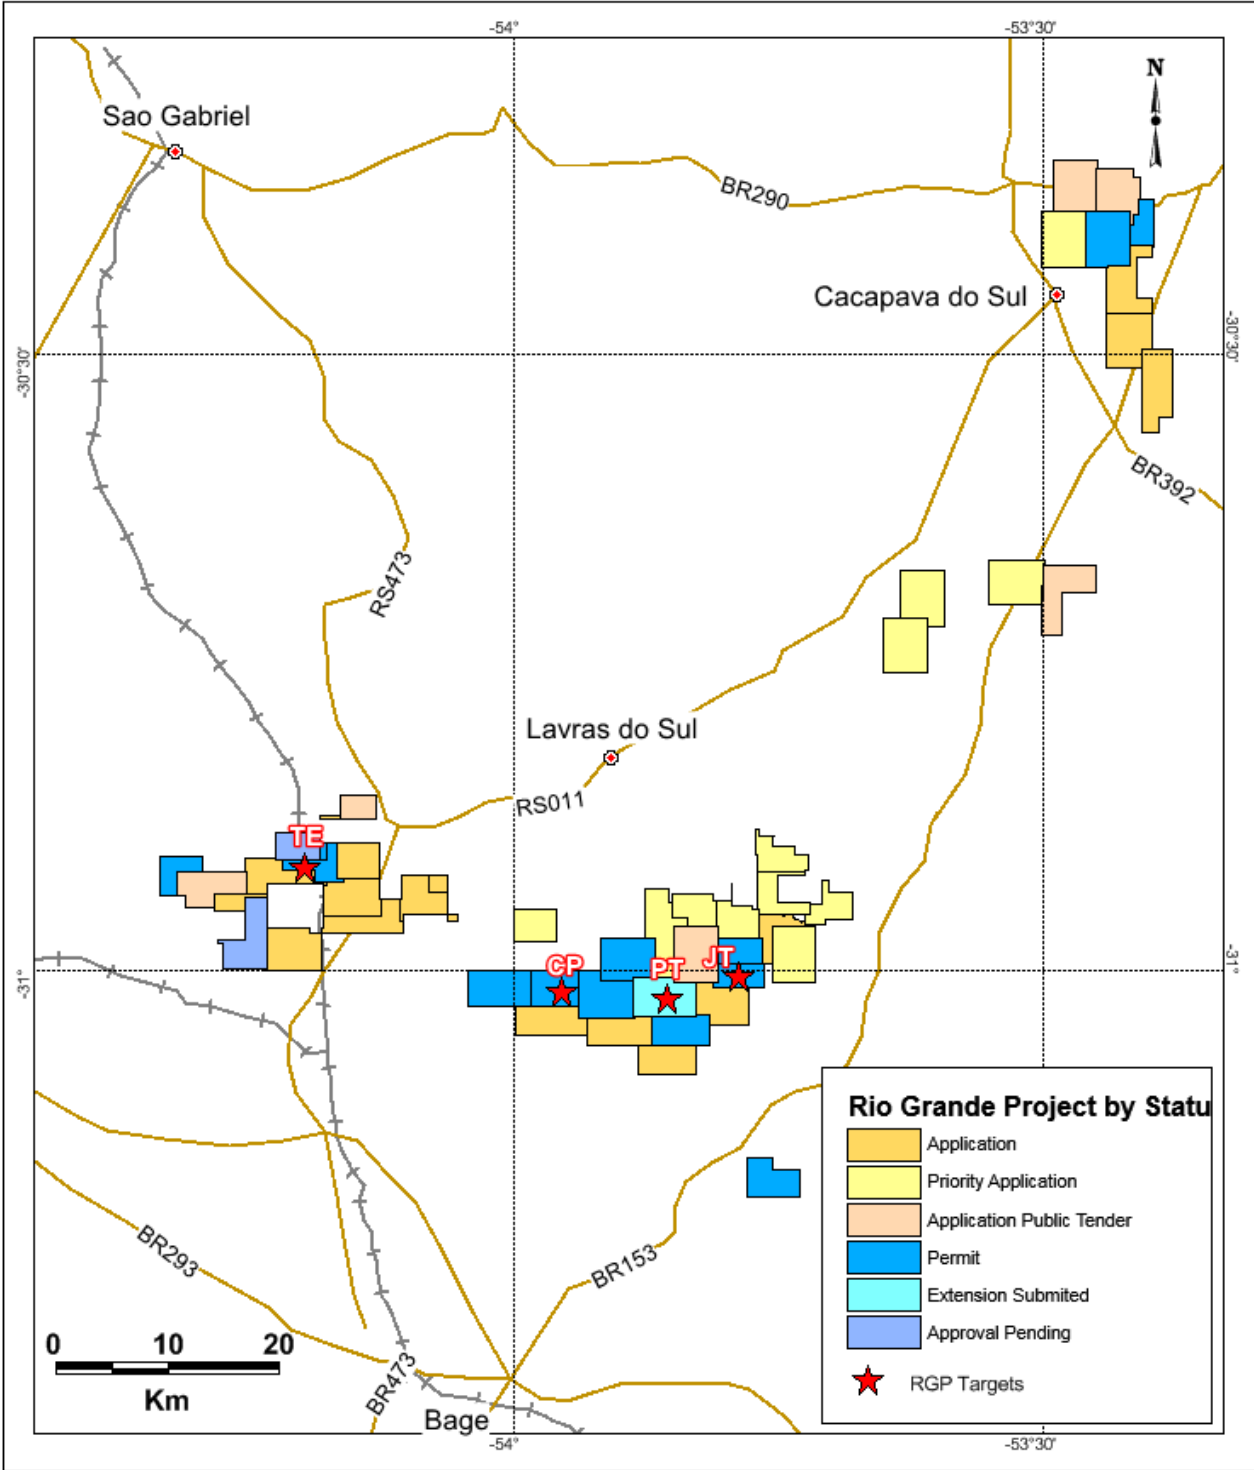 -54°
-53°30'
N
Sao Gabriel
BR290
Cacapava do Sul
-30°30'
-30°30'
BR392
RS473
Lavras do Sul
RS011
TE
CP
PT
JT
-31°
-31°
Rio Grande Project by Statu
Application
Priority Application
Application Public Tender
Permit
Extension Submited
Approval Pending
RGP Targets
BR293
BR153
0 10 20
Km
BR473
Bage
-54°
-53°30'